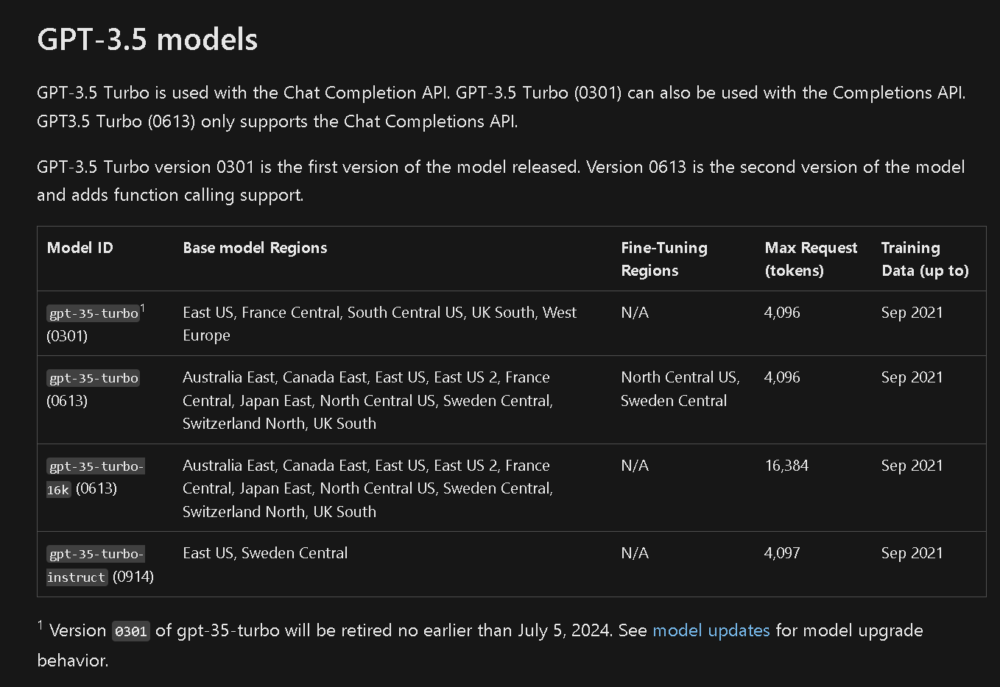 GPT-3.5 models
GPT-3.5 Turbo is used with the Chat Completion API. GPT-3.5 Turbo (0301) can also be used with the Completions API.
GPT3.5 Turbo (0613) only supports the Chat Completions API.
GPT-3.5 Turbo version 0301 is the first version of the model released. Version 0613 is the second version of the model
and adds function calling support.
Model ID
Base model Regions
Fine-Tuning
Regions
Max Request
(tokens)
Training
Data (up to)
gpt-35-turbo1
(0301)
East US, France Central, South Central US, UK South, West
Europe
N/A
4,096
Sep 2021
gpt-35-turbo
(0613)
Australia East, Canada East, East US, East US 2, France
Central, Japan East, North Central US, Sweden Central,
Switzerland North, UK South
North Central US,
Sweden Central
4,096
Sep 2021
gpt-35-turbo-
16k (0613)
Australia East, Canada East, East US, East US 2, France
Central, Japan East, North Central US, Sweden Central,
Switzerland North, UK South
N/A
16,384
Sep 2021
gpt-35-turbo-
instruct (0914)
East US, Sweden Central
N/A
4,097
Sep 2021
1 Version 0301 of gpt-35-turbo will be retired no earlier than July 5, 2024. See model updates for model upgrade
behavior.